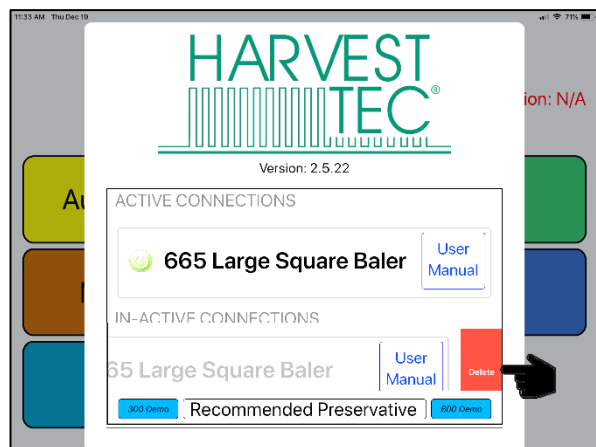 11:33 AM Thu Dec 19
71%
HARVEST
TEC®
ion: N/A
Version: 2.5.22
ACTIVE CONNECTIONS
665 Large Square Baler
User
Manual
IN-ACTIVE CONNECTIONS
65 Large Square Baler
User
Manual
Delete
300 Demo
Recommended Preservative
600 Demo